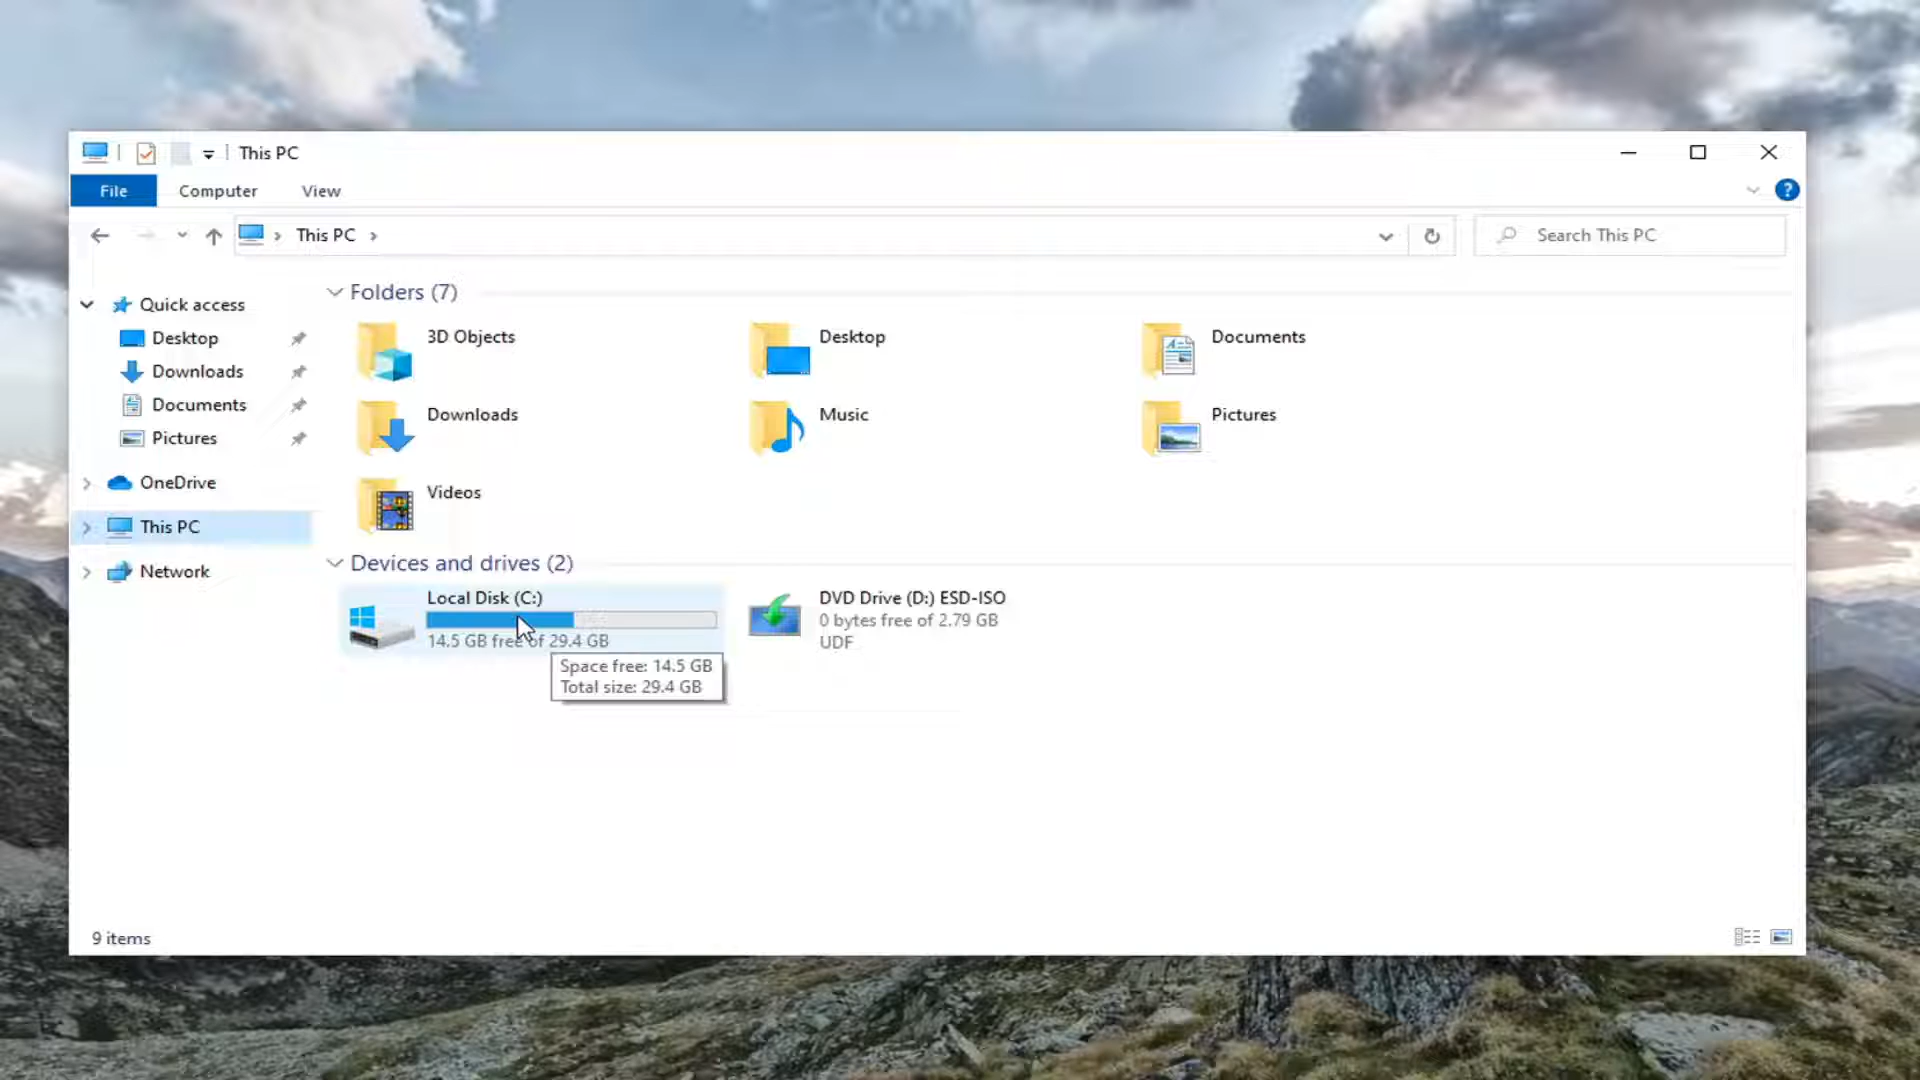 This PC
File Computer View
This PC
Search This PC
Quick access
Desktop
Downloads
Documents
Pictures
OneDrive
This PC
Network
Folders (7)
3D Objects
Desktop
Documents
Downloads
Music
Pictures
Videos
Devices and drives (2)
Local Disk (C:)
14.5 GB free of 29.4 GB
Space free: 14.5 GB
Total size: 29.4 GB
DVD Drive (D:) ESD-ISO
0 bytes free of 2.79 GB
UDF
9 items